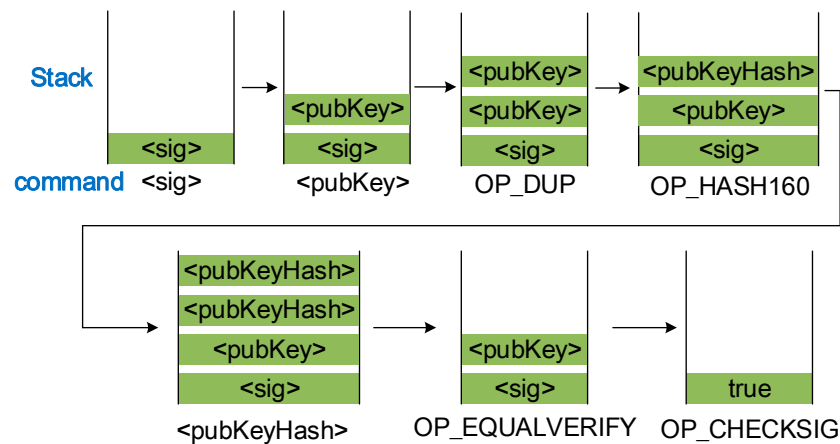 Stack
<sig>
command
<sig>
<pubKey>
<sig>
<pubKey>
<pubKey>
<pubKey>
<sig>
OP_DUP
<pubKeyHash>
<pubKey>
<sig>
OP_HASH160
<pubKeyHash>
<pubKeyHash>
<pubKey>
<sig>
<pubKeyHash>
<pubKey>
<sig>
OP_EQUALVERIFY
true
OP_CHECKSIG